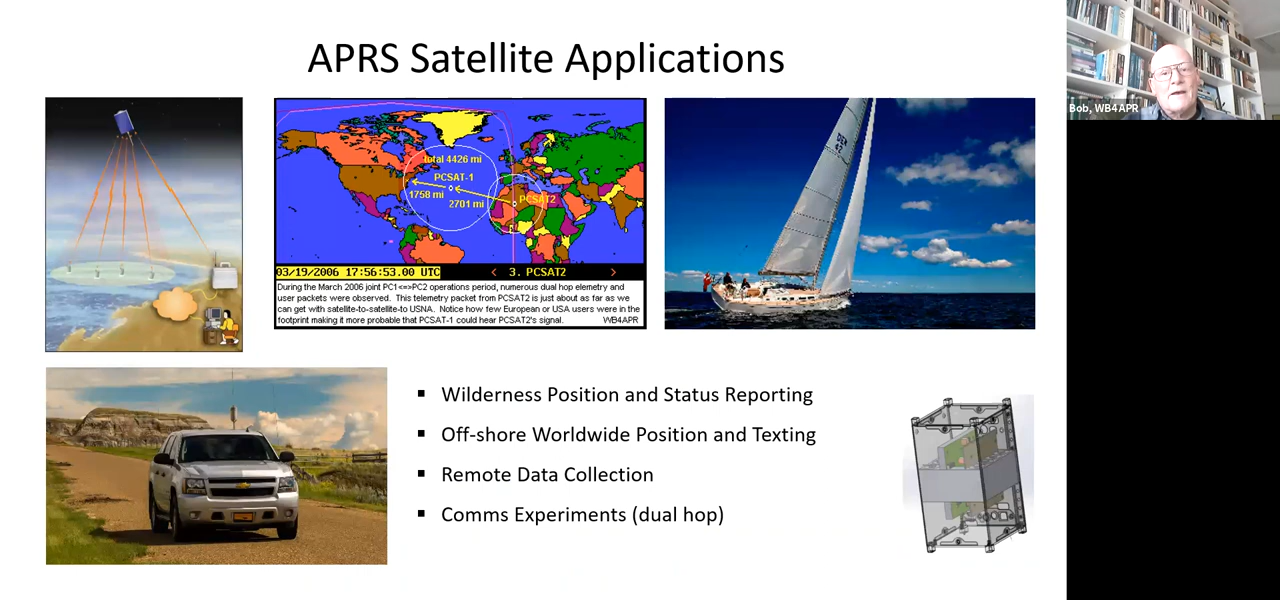 APRS Satellite Applications
Bob, WB4APR
total 4426 mi
PCSAT-1
1758 mi
2701 mi
PCSAT2
03/19/2006 17:56:53.00 UTC < 3. PCSAT2 >
During the March 2006 joint PC1<=>PC2 operations period, numerous dual hop elemetry and
user packets were observed. This telemetry packet from PCSAT2 is just about as far as we
can get with satellite-to-satellite-to USNA. Notice how few European or USA users were in the
footprint making it more probable that PCSAT-1 could hear PCSAT2's signal. WB4APR
▪ Wilderness Position and Status Reporting
▪ Off-shore Worldwide Position and Texting
▪ Remote Data Collection
▪ Comms Experiments (dual hop)